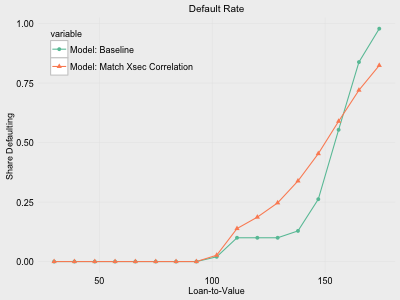 Default Rate
variable
Model: Baseline
Model: Match Xsec Correlation
Share Defaulting
1.00
0.75
0.50
0.25
0.00
50
100
150
Loan-to-Value